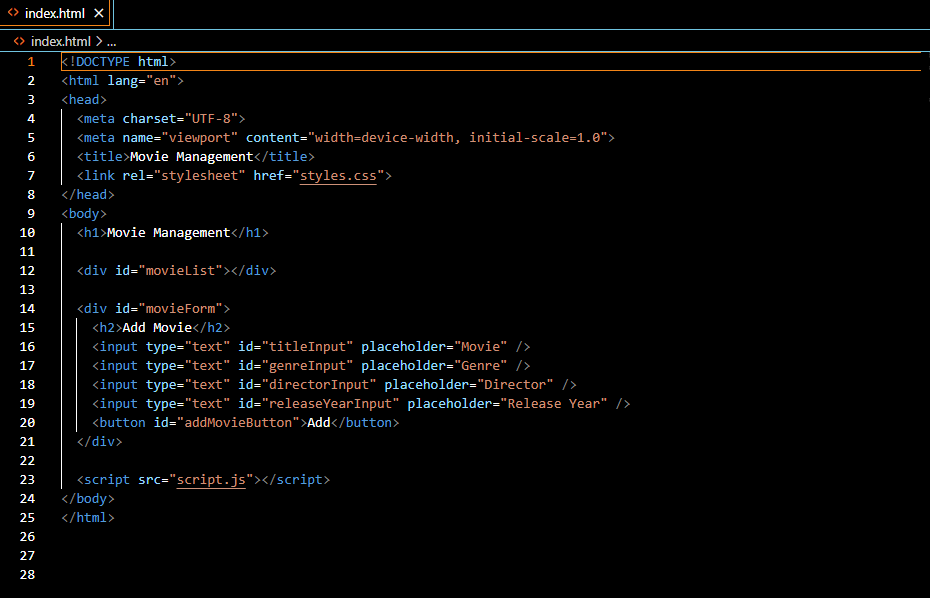 index.html
index.html > ...
1 <!DOCTYPE html>
2 <html lang="en">
3 <head>
4   <meta charset="UTF-8">
5   <meta name="viewport" content="width=device-width, initial-scale=1.0">
6   <title>Movie Management</title>
7   <link rel="stylesheet" href="styles.css">
8 </head>
9 <body>
10   <h1>Movie Management</h1>
11
12   <div id="movieList"></div>
13
14   <div id="movieForm">
15     <h2>Add Movie</h2>
16     <input type="text" id="titleInput" placeholder="Movie" />
17     <input type="text" id="genreInput" placeholder="Genre" />
18     <input type="text" id="directorInput" placeholder="Director" />
19     <input type="text" id="releaseYearInput" placeholder="Release Year" />
20     <button id="addMovieButton">Add</button>
21   </div>
22
23   <script src="script.js"></script>
24 </body>
25 </html>
26
27
28